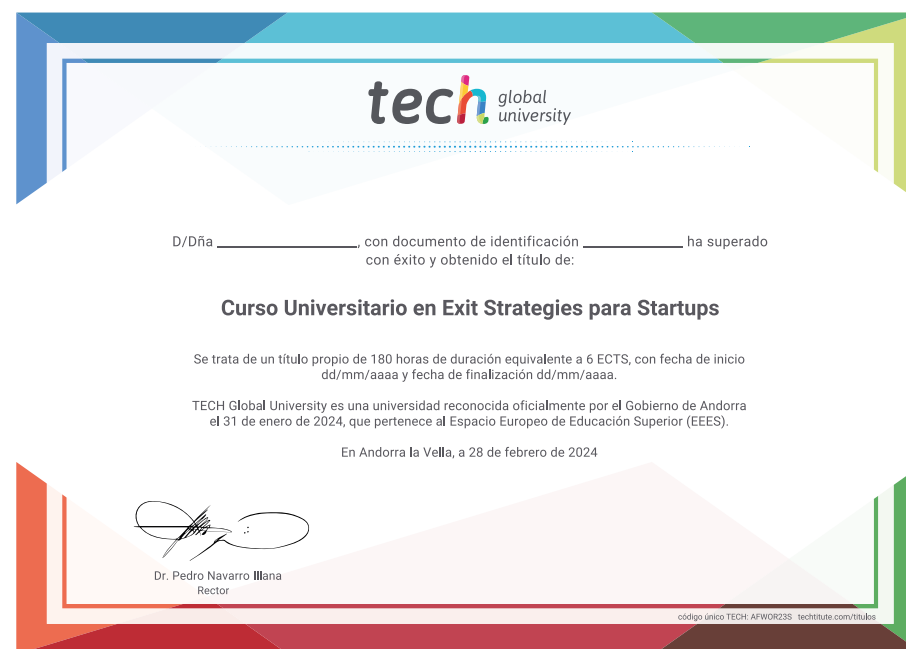 tech global university
D/Dña ________________, con documento de identificación ____________ ha superado
con éxito y obtenido el título de:
Curso Universitario en Exit Strategies para Startups
Se trata de un título propio de 180 horas de duración equivalente a 6 ECTS, con fecha de inicio
dd/mm/aaaa y fecha de finalización dd/mm/aaaa.
TECH Global University es una universidad reconocida oficialmente por el Gobierno de Andorra
el 31 de enero de 2024, que pertenece al Espacio Europeo de Educación Superior (EEES).
En Andorra la Vella, a 28 de febrero de 2024
Dr. Pedro Navarro Illana
Rector
código único TECH: AFWOR23S techtitute.com/titulos